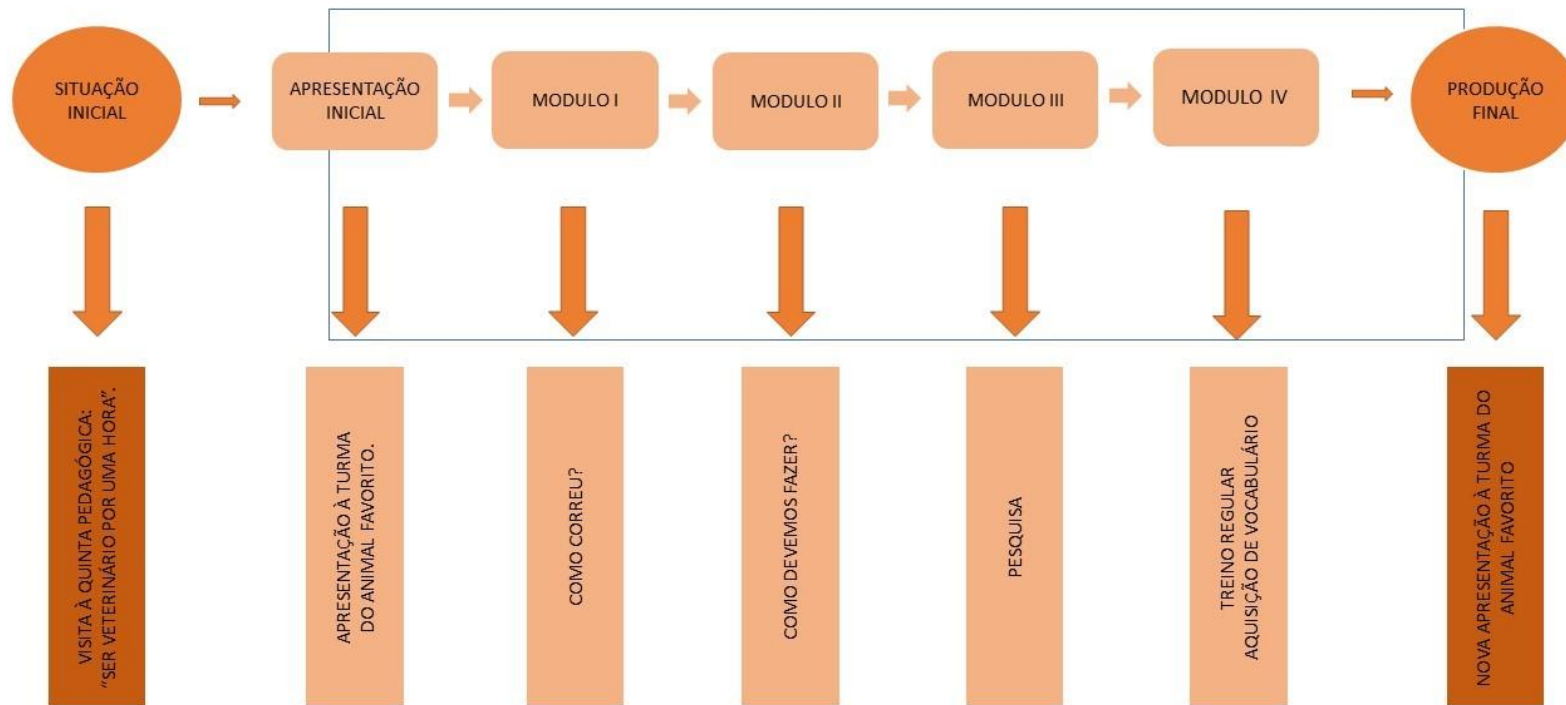 SITUAÇÃO
INICIAL
APRESENTAÇÃO
INICIAL
MODULO I
MODULO II
MODULO III
MODULO IV
PRODUÇÃO
FINAL
VISITA À QUINTA PEDAGÓGICA:
“SER VETERINÁRIO POR UMA HORA”.
APRESENTAÇÃO À TURMA
DO ANIMAL FAVORITO.
COMO CORREU?
COMO DEVEMOS FAZER?
PESQUISA
TREINO REGULAR
AQUISIÇÃO DE VOCABULÁRIO
NOVA APRESENTAÇÃO À TURMA DO
ANIMAL FAVORITO